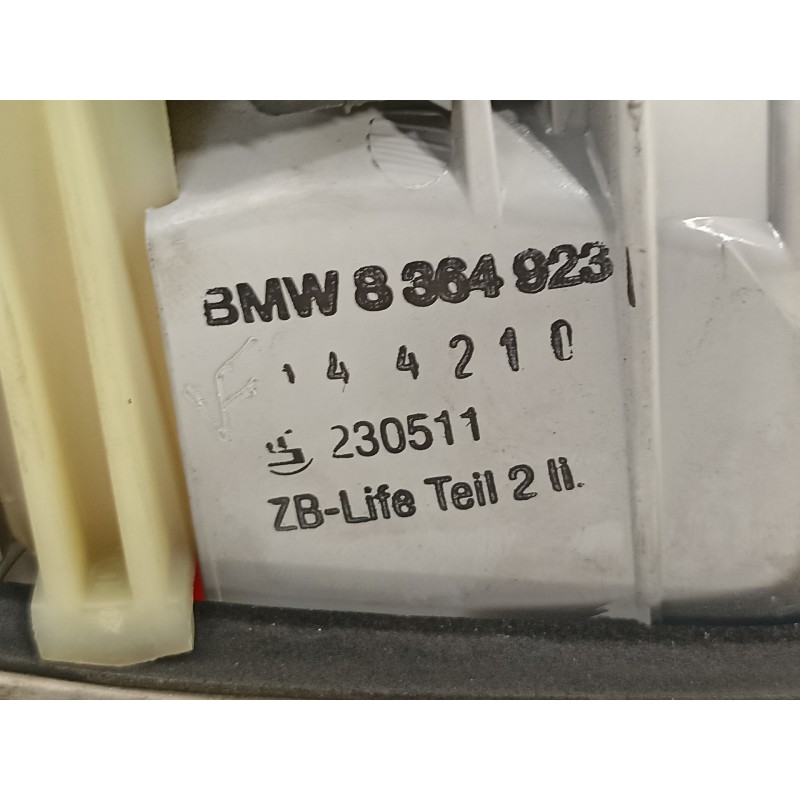 BMW 8 364 923
1 4 4 2 1 0
230511
ZB-Life Teil 2 li.